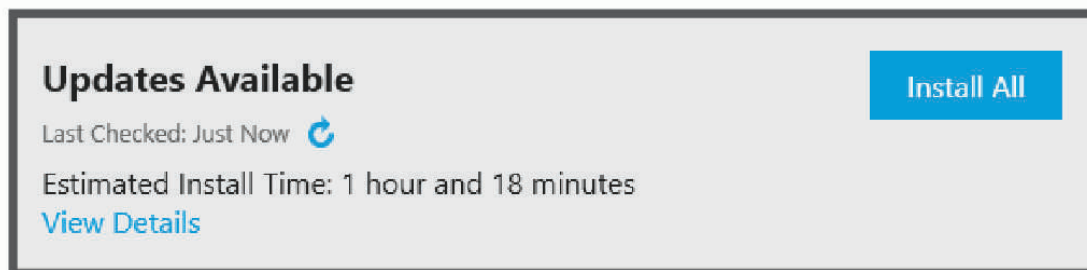 Updates Available
Install All
Last Checked: Just Now
Estimated Install Time: 1 hour and 18 minutes
View Details